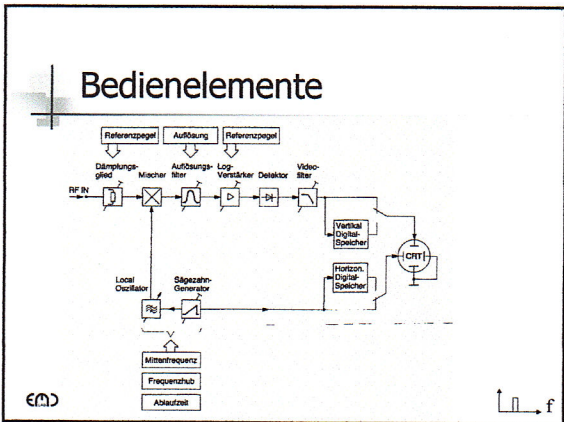 Bedienelemente
Referenzpegel
Auflösung
Referenzpegel
Dämpfungs-
glied
Mischer
Auflösungs-
filter
Log-
Verstärker
Detektor
Video-
filter
RF IN
Vertikal
Digital-
Speicher
CRT
Horizon.
Digital-
Speicher
Local
Oszillator
Sägezahn-
Generator
Mittenfrequenz
Frequenzhub
Ablaufzeit
EMC
f